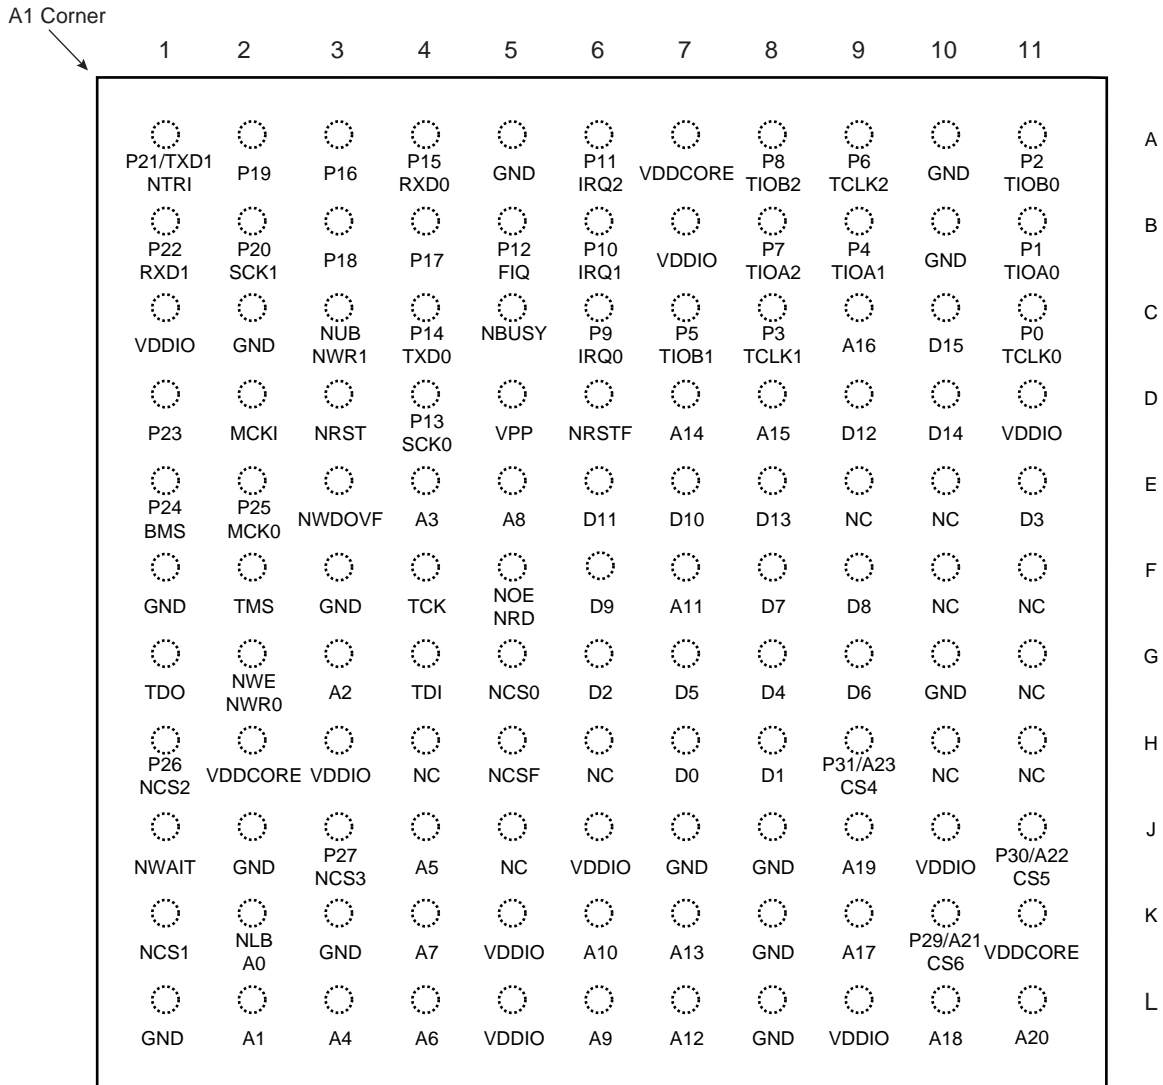 A1 Corner
1 2 3 4 5 6 7 8 9 10 11
A
P21/TXD1 P15 P11 P8 P6 P2
P19 P16 GND VDDCORE GND
NTRI RXD0 IRQ2 TIOB2 TCLK2 TIOB0
B
P22 P20 P12 P10 P7 P4 P1
P18 P17 VDDIO GND
RXD1 SCK1 FIQ IRQ1 TIOA2 TIOA1 TIOA0
C
NUB P14 NBUSY P9 P5 P3 P0
VDDIO GND A16 D15
NWR1 TXD0 IRQ0 TIOB1 TCLK1 TCLK0
D
P13
P23 MCKI NRST VPP NRSTF A14 A15 D12 D14 VDDIO
SCK0
E
P24 P25
NWDOVF A3 A8 D11 D10 D13 NC NC D3
BMS MCK0
F
NOE
GND TMS GND TCK D9 A11 D7 D8 NC NC
NRD
G
NWE
TDO A2 TDI NCS0 D2 D5 D4 D6 GND NC
NWR0
H
P26 P31/A23
VDDCORE VDDIO NC NCSF NC D0 D1 NC NC
NCS2 CS4
J
P27 P30/A22
NWAIT GND A5 NC VDDIO GND GND A19 VDDIO
NCS3 CS5
K
NLB P29/A21
NCS1 GND A7 VDDIO A10 A13 GND A17 VDDCORE
A0 CS6
L
GND A1 A4 A6 VDDIO A9 A12 GND VDDIO A18 A20